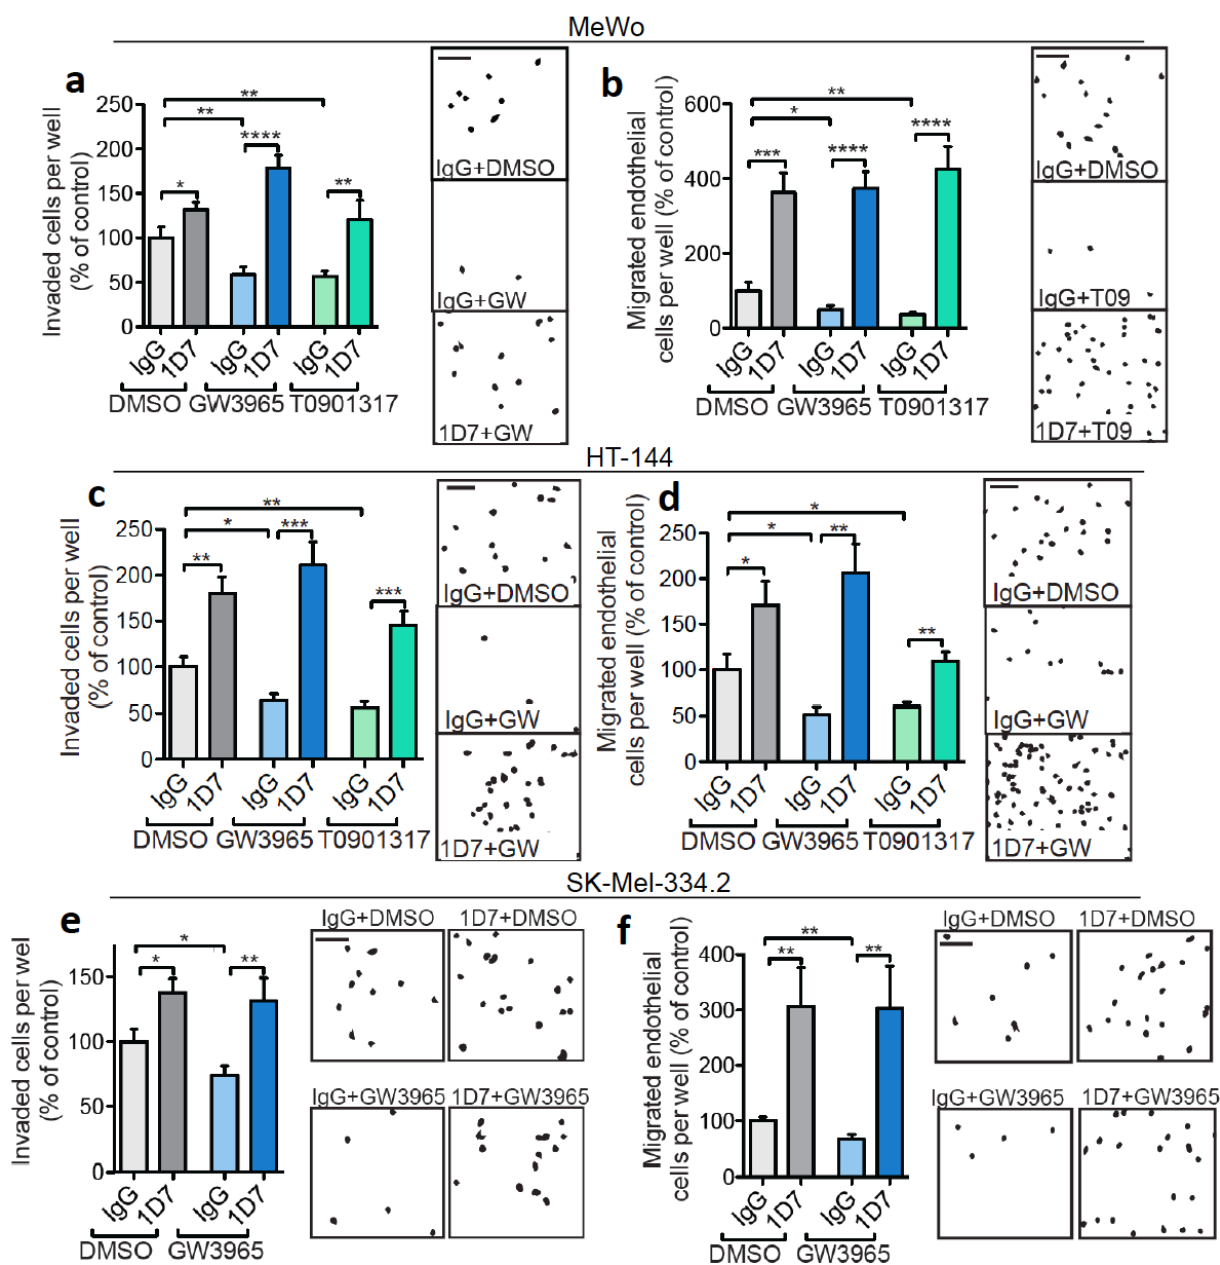 MeWo
a
Invaded cells per well
(% of control)
250
200
150
100
50
0
**
**
*
****
**
IgG
1D7
IgG
1D7
IgG
1D7
DMSO GW3965 T0901317
IgG+DMSO
IgG+GW
1D7+GW
b
Migrated endothelial
cells per well (% of control)
600
400
200
0
**
*
***
****
****
IgG
1D7
IgG
1D7
IgG
1D7
DMSO GW3965 T0901317
IgG+DMSO
IgG+T09
1D7+T09
HT-144
c
Invaded cells per well
(% of control)
250
200
150
100
50
0
**
*
**
***
***
IgG
1D7
IgG
1D7
IgG
1D7
DMSO GW3965 T0901317
IgG+DMSO
IgG+GW
1D7+GW
d
Migrated endothelial
cells per well (% of control)
250
200
150
100
50
0
*
*
*
**
**
IgG
1D7
IgG
1D7
IgG
1D7
DMSO GW3965 T0901317
IgG+DMSO
IgG+GW
1D7+GW
SK-Mel-334.2
e
Invaded cells per wel
(% of control)
150
100
50
0
*
*
**
IgG
1D7
IgG
1D7
DMSO GW3965
IgG+DMSO 1D7+DMSO
IgG+GW3965 1D7+GW3965
f
Migrated endothelial
cells per well (% of control)
400
300
200
100
0
**
**
**
IgG
1D7
IgG
1D7
DMSO GW3965
IgG+DMSO 1D7+DMSO
IgG+GW3965 1D7+GW3965